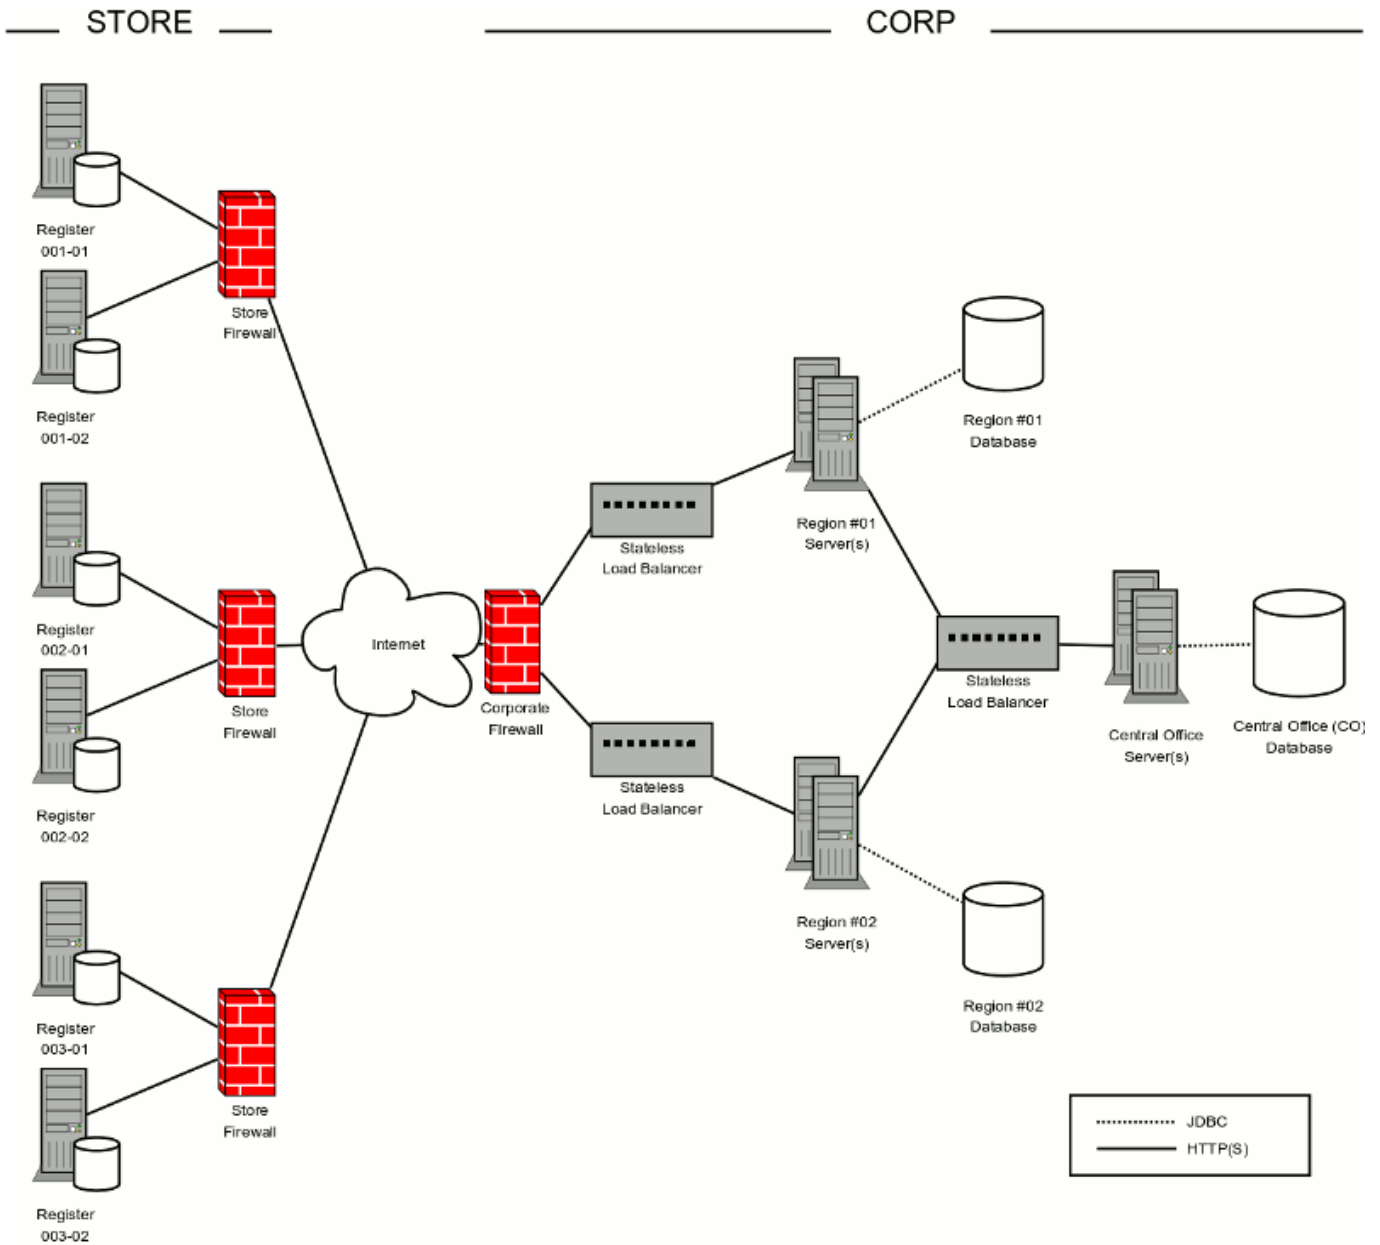 STORE
CORP
Register
001-01
Register
001-02
Store
Firewall
Register
002-01
Register
002-02
Store
Firewall
Register
003-01
Register
003-02
Store
Firewall
Internet
Corporate
Firewall
Stateless
Load Balancer
Stateless
Load Balancer
Region #01
Server(s)
Region #01
Database
Region #02
Server(s)
Region #02
Database
Stateless
Load Balancer
Central Office
Server(s)
Central Office (CO)
Database
JDBC
HTTP(S)